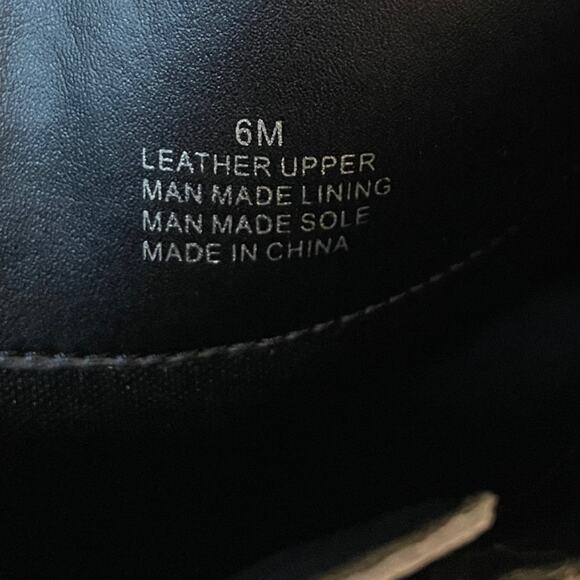 6M
LEATHER UPPER
MAN MADE LINING
MAN MADE SOLE
MADE IN CHINA